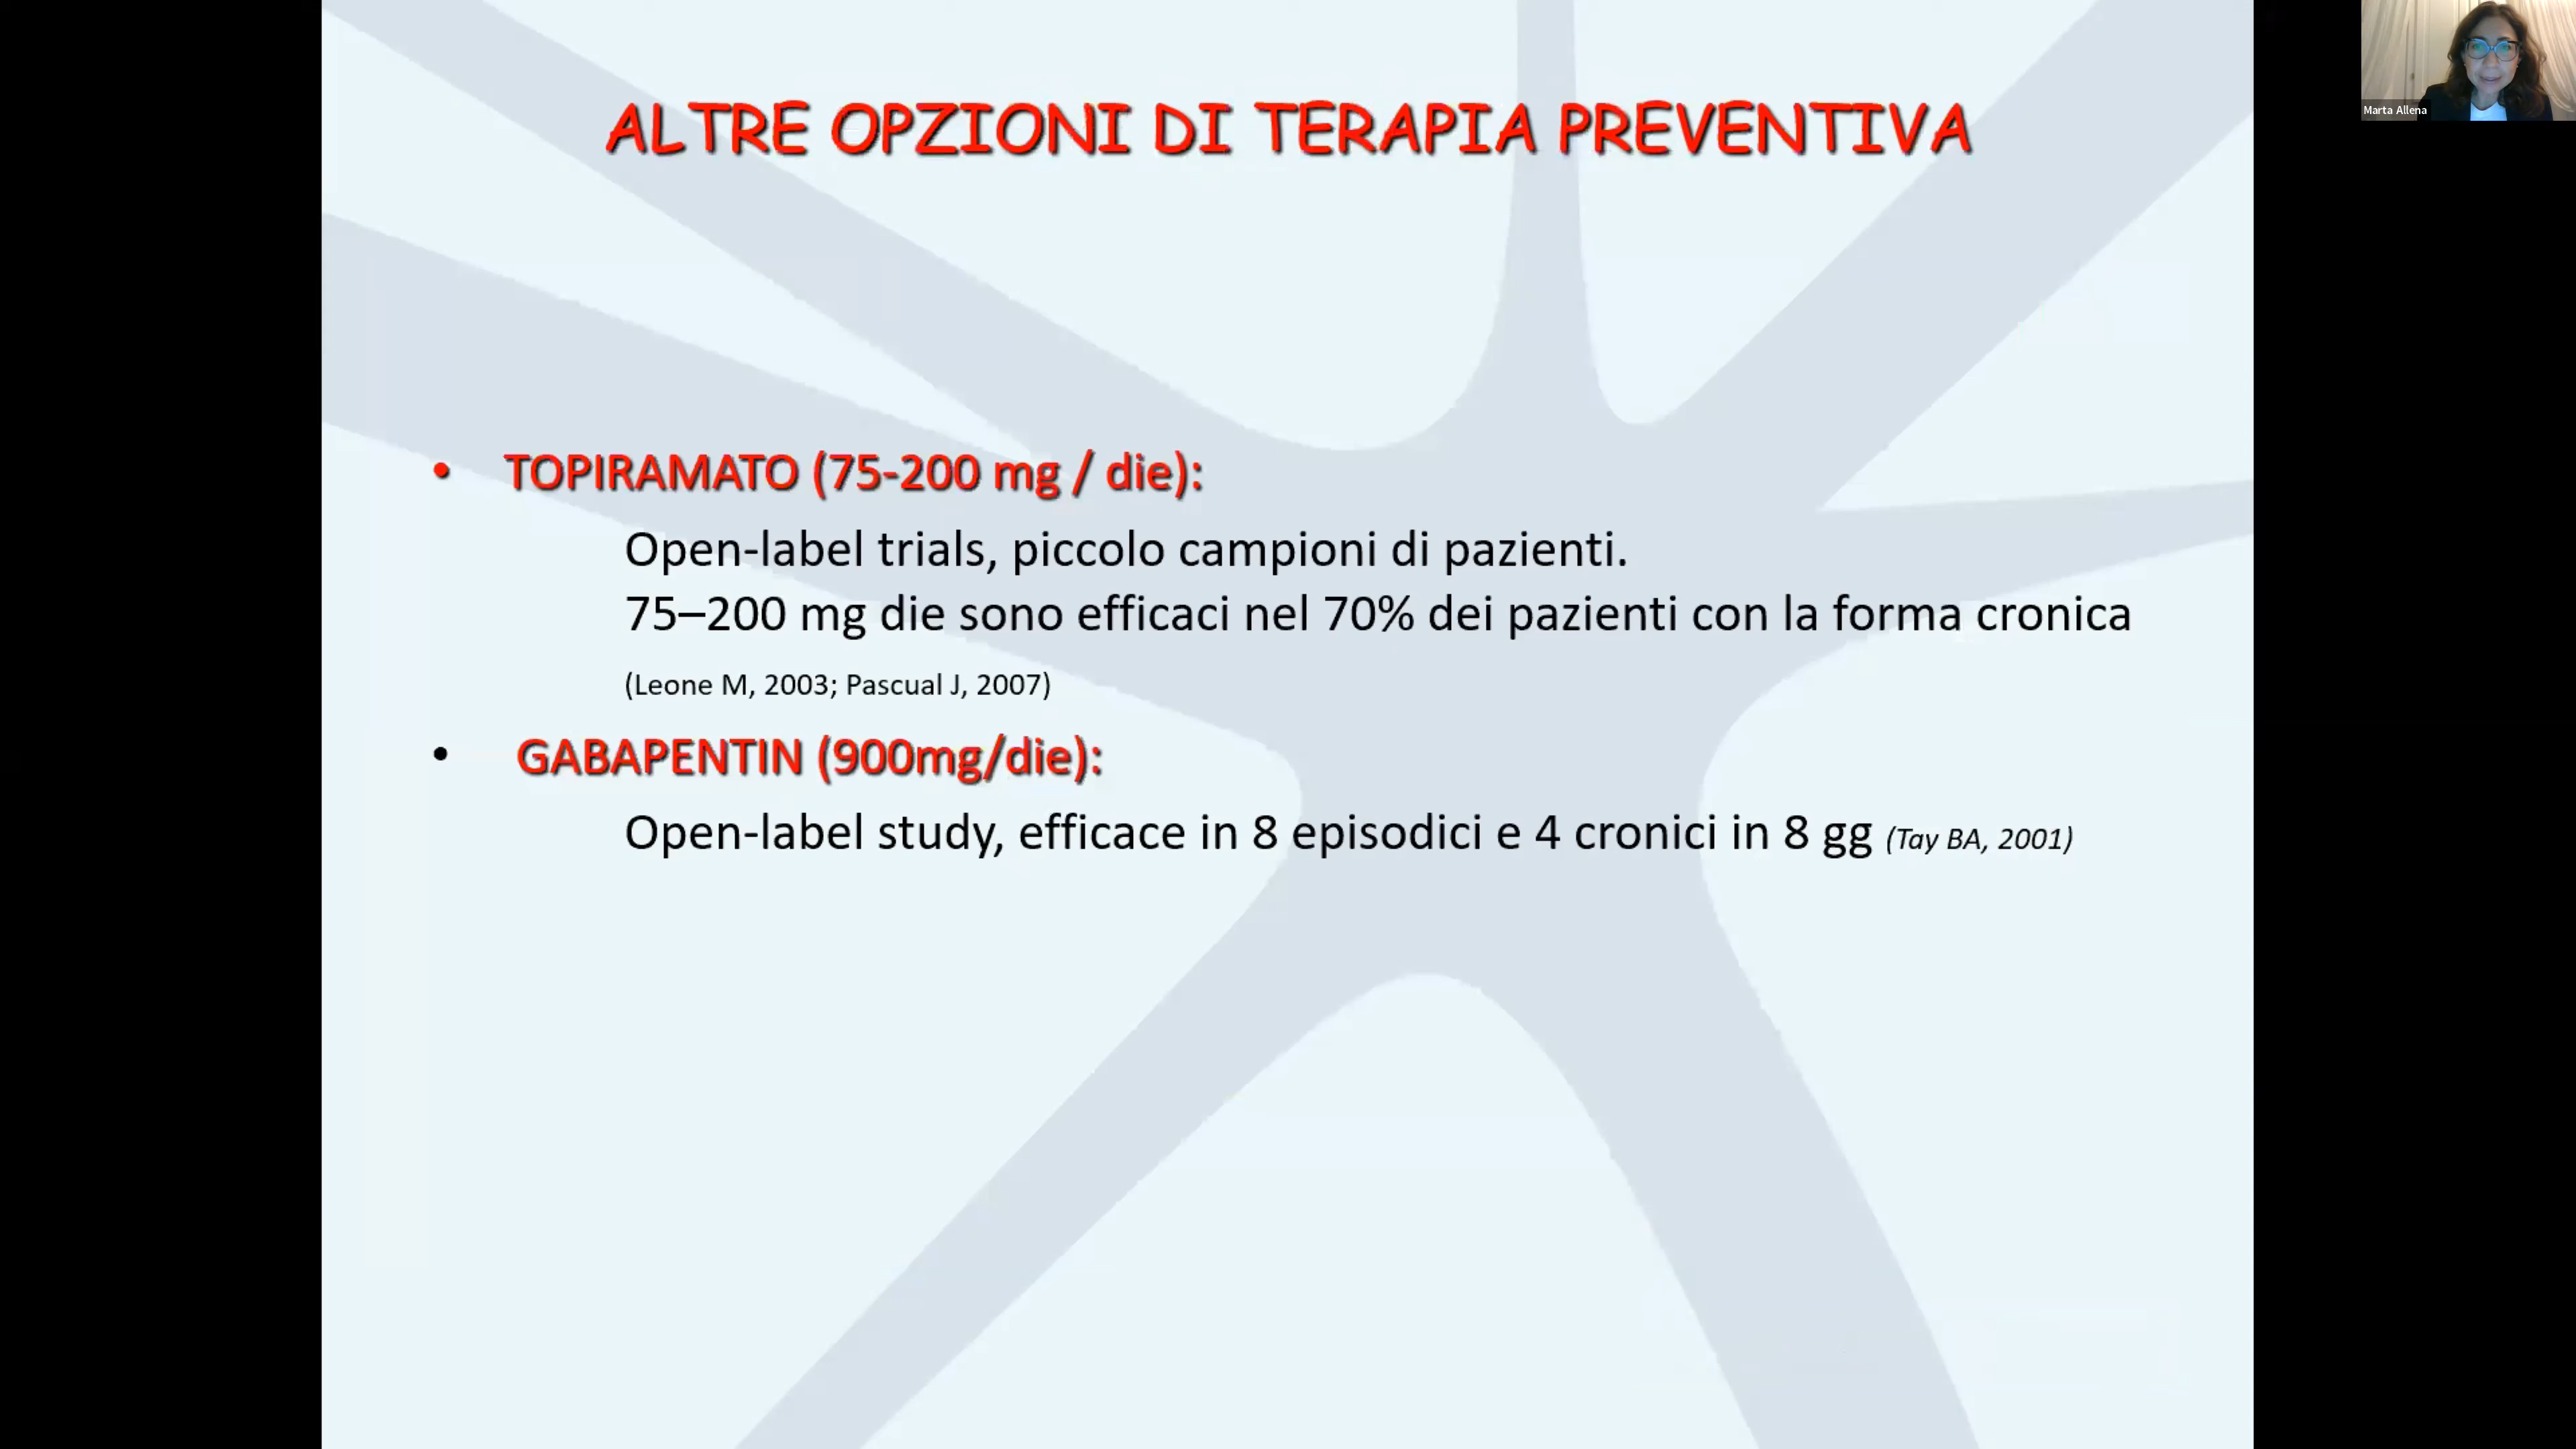 ALTRE OPZIONI DI TERAPIA PREVENTIVA
Marta Allena
• TOPIRAMATO (75-200 mg / die):
Open-label trials, piccolo campioni di pazienti.
75–200 mg die sono efficaci nel 70% dei pazienti con la forma cronica
(Leone M, 2003; Pascual J, 2007)
• GABAPENTIN (900mg/die):
Open-label study, efficace in 8 episodici e 4 cronici in 8 gg (Tay BA, 2001)